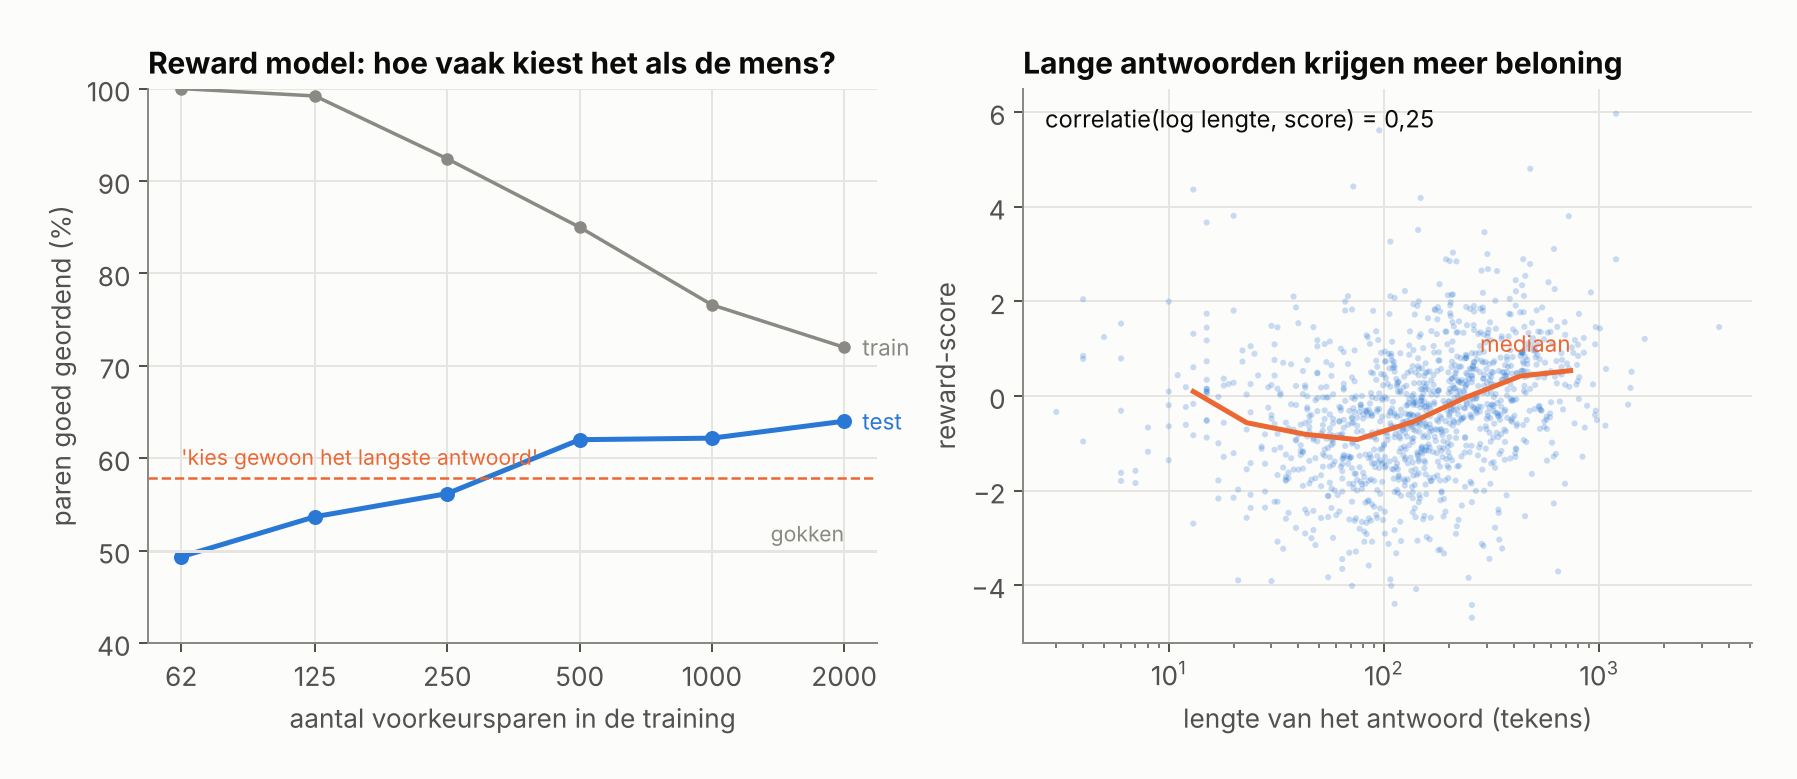 Reward model: hoe vaak kiest het als de mens?
100
90
80
70
60
50
40
paren goed geordend (%)
train
test
'kies gewoon het langste antwoord'
gokken
62 125 250 500 1000 2000
aantal voorkeursparen in de training
Lange antwoorden krijgen meer beloning
correlatie(log lengte, score) = 0,25
6
4
2
0
−2
−4
reward-score
mediaan
10¹ 10² 10³
lengte van het antwoord (tekens)